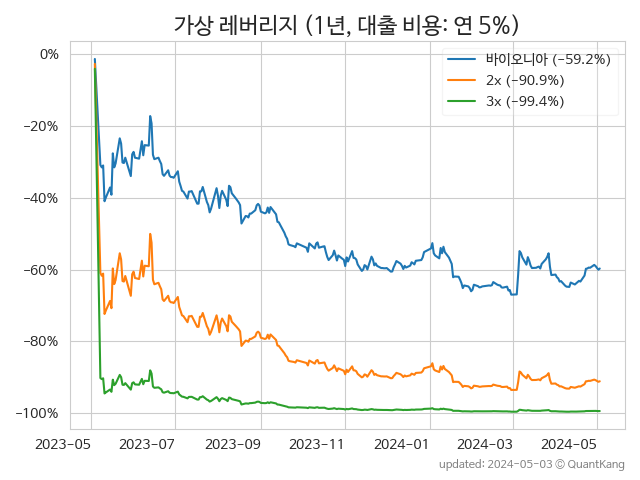 가상 레버리지 (1년, 대출 비용: 연 5%)
바이오니아 (−59.2%)
2x (−90.9%)
3x (−99.4%)
0%
−20%
−40%
−60%
−80%
−100%
2023-05 2023-07 2023-09 2023-11 2024-01 2024-03 2024-05
updated: 2024-05-03 © QuantKang